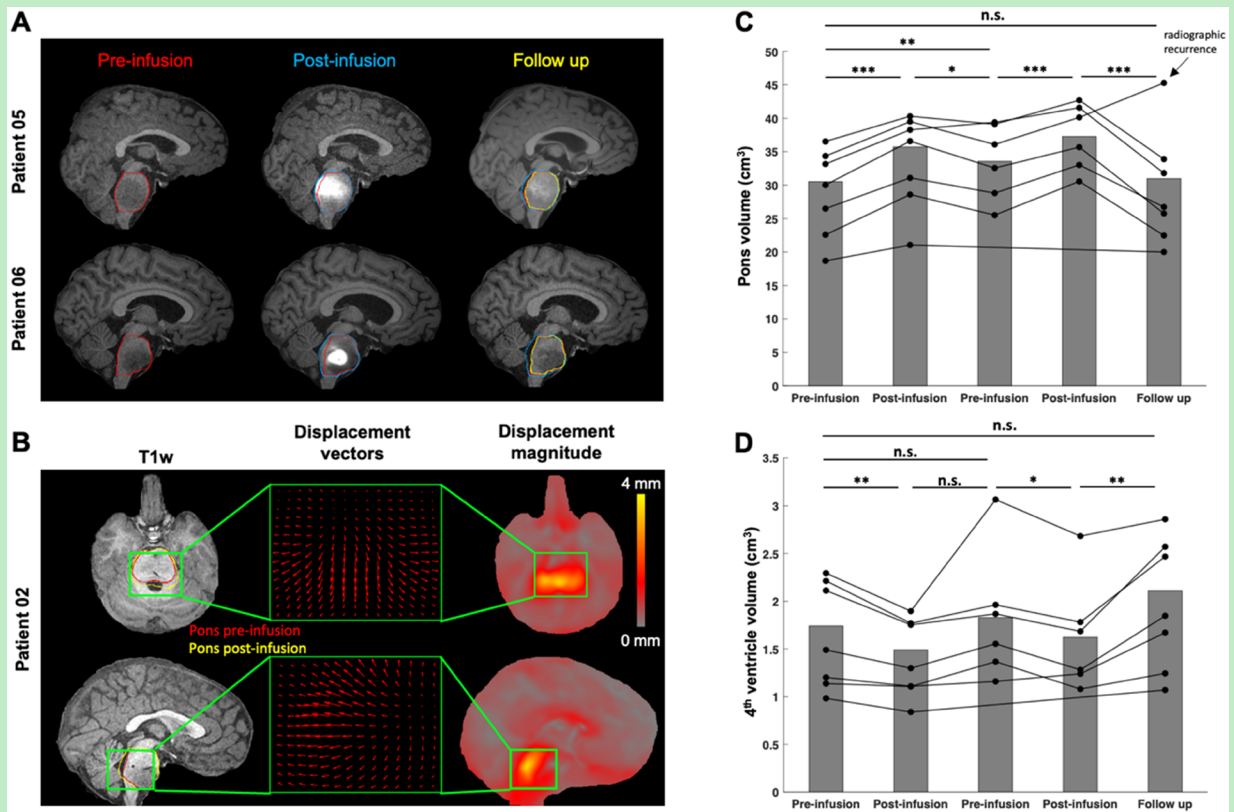 A
Pre-infusion
Post-infusion
Follow up
Patient 05
Patient 06
B
T1w
Displacement
vectors
Displacement
magnitude
4 mm
0 mm
Pons pre-infusion
Pons post-infusion
Patient 02
C
n.s.
**
***
*
***
***
radiographic
recurrence
Pons volume (cm³)
50
45
40
35
30
25
20
15
10
5
0
Pre-infusion
Post-infusion
Pre-infusion
Post-infusion
Follow up
D
n.s.
n.s.
**
n.s.
*
**
4th ventricle volume (cm³)
3.5
3
2.5
2
1.5
1
0.5
0
Pre-infusion
Post-infusion
Pre-infusion
Post-infusion
Follow up